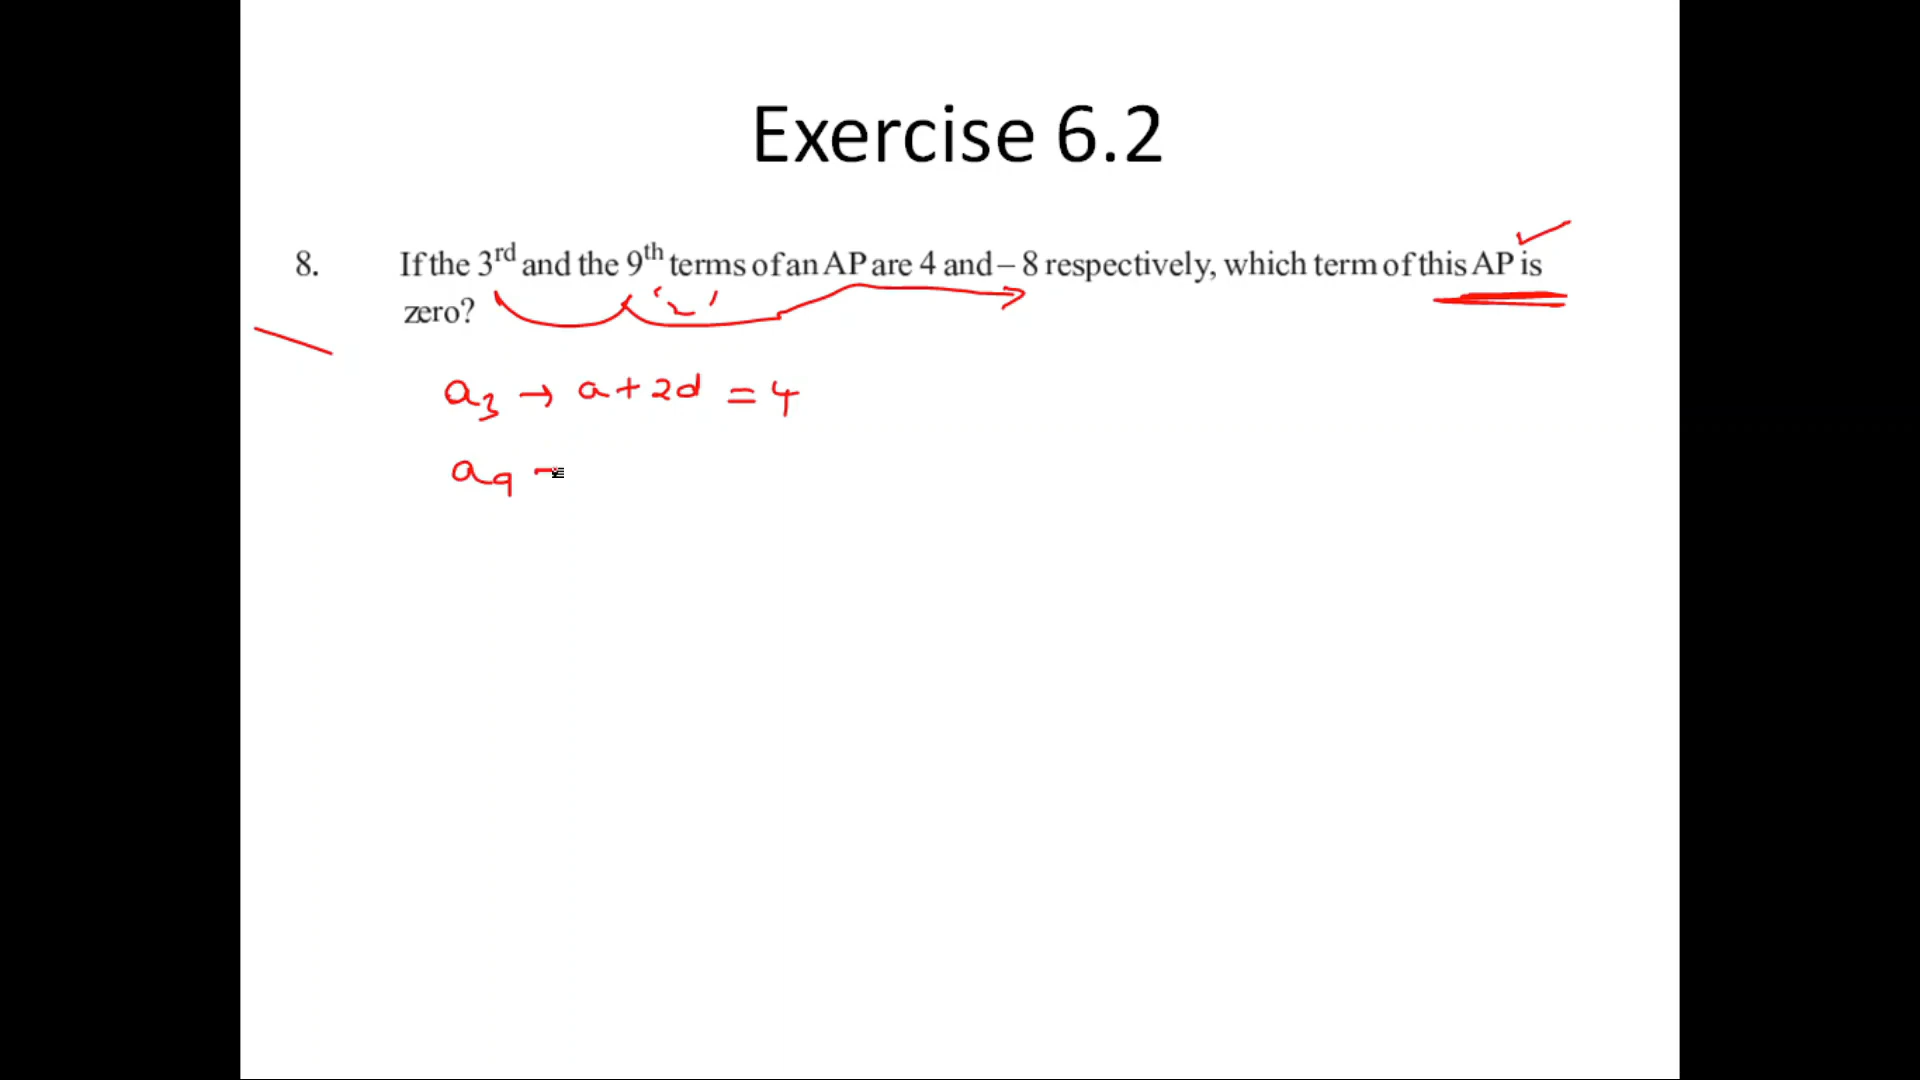 Exercise 6.2
8. If the 3rd and the 9th terms of an AP are 4 and – 8 respectively, which term of this AP is
zero?
a3 → a + 2d = 4
a9 -